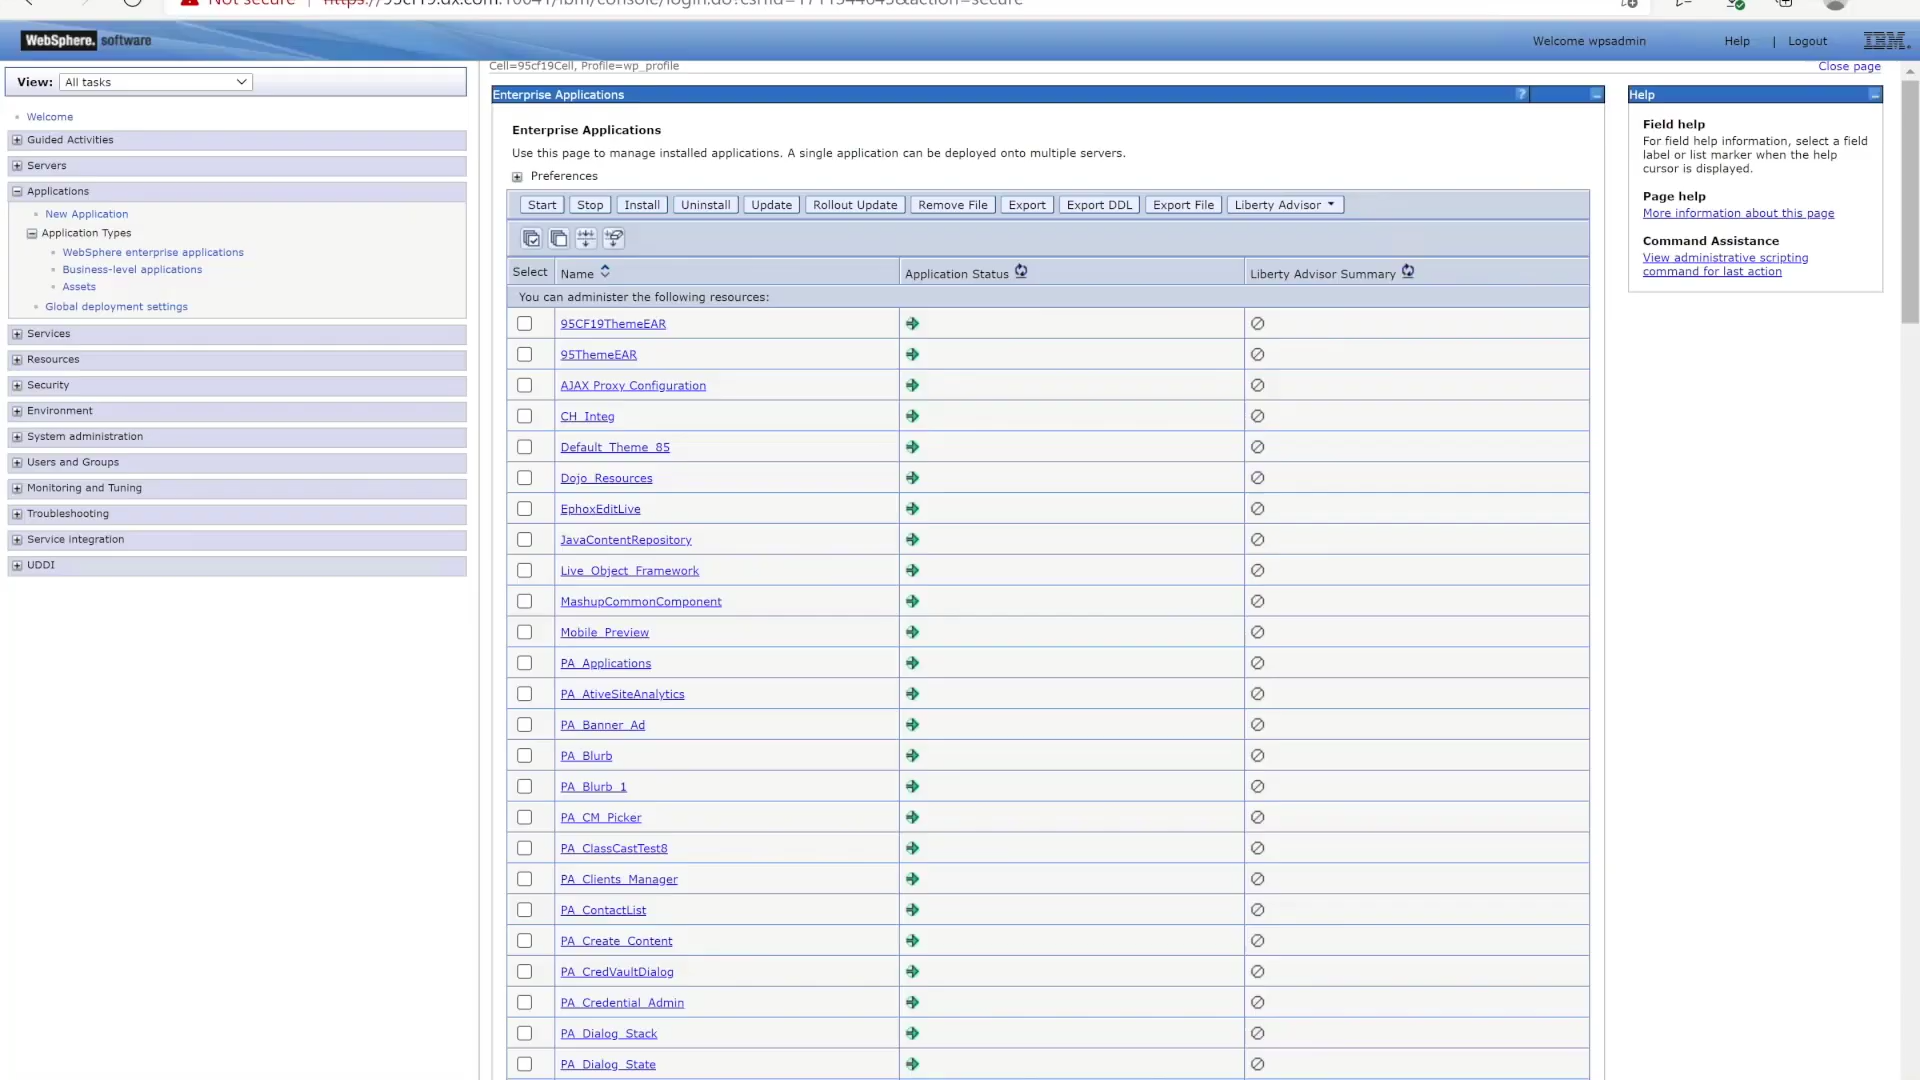 Not secure | https://95cf19.dx.com:10041/ibm/console/login.do?csrfid=
WebSphere. software
Welcome wpsadmin
Help | Logout
IBM.
View: All tasks
Welcome
Guided Activities
Servers
Applications
New Application
Application Types
WebSphere enterprise applications
Business-level applications
Assets
Global deployment settings
Services
Resources
Security
Environment
System administration
Users and Groups
Monitoring and Tuning
Troubleshooting
Service integration
UDDI
Cell=95cf19Cell, Profile=wp_profile
Close page
Enterprise Applications
?
Enterprise Applications
Use this page to manage installed applications. A single application can be deployed onto multiple servers.
Preferences
Start Stop Install Uninstall Update Rollout Update Remove File Export Export DDL Export File Liberty Advisor
Select Name Application Status Liberty Advisor Summary
You can administer the following resources:
95CF19ThemeEAR
95ThemeEAR
AJAX Proxy Configuration
CH_Integ
Default_Theme_85
Dojo_Resources
EphoxEditLive
JavaContentRepository
Live_Object_Framework
MashupCommonComponent
Mobile_Preview
PA_Applications
PA_AtiveSiteAnalytics
PA_Banner_Ad
PA_Blurb
PA_Blurb_1
PA_CM_Picker
PA_ClassCastTest8
PA_Clients_Manager
PA_ContactList
PA_Create_Content
PA_CredVaultDialog
PA_Credential_Admin
PA_Dialog_Stack
PA_Dialog_State
Help
Field help
For field help information, select a field
label or list marker when the help
cursor is displayed.
Page help
More information about this page
Command Assistance
View administrative scripting
command for last action